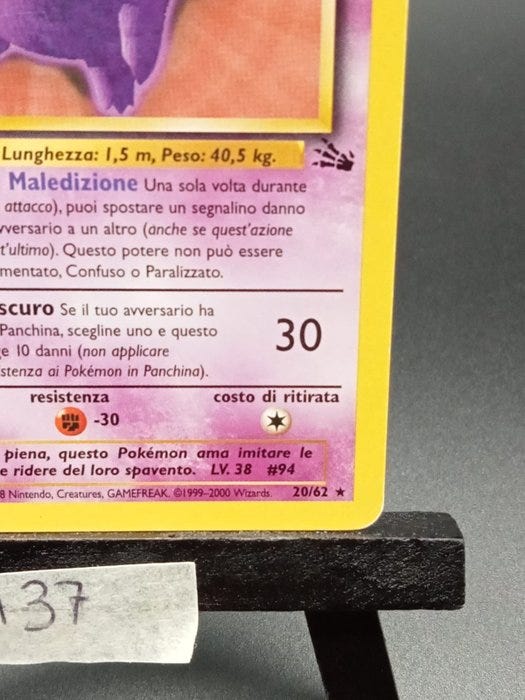 Lunghezza: 1,5 m, Peso: 40,5 kg.
Maledizione Una sola volta durante
attacco), puoi spostare un segnalino danno
vversario a un altro (anche se quest'azione
t'ultimo). Questo potere non può essere
mentato, Confuso o Paralizzato.
scuro Se il tuo avversario ha
Panchina, scegline uno e questo
ge 10 danni (non applicare
stenza ai Pokémon in Panchina).
30
resistenza
costo di ritirata
-30
piena, questo Pokémon ama imitare le
e ridere del loro spavento. LV. 38 #94
8 Nintendo, Creatures, GAMEFREAK. ©1999-2000 Wizards. 20/62 ★
37